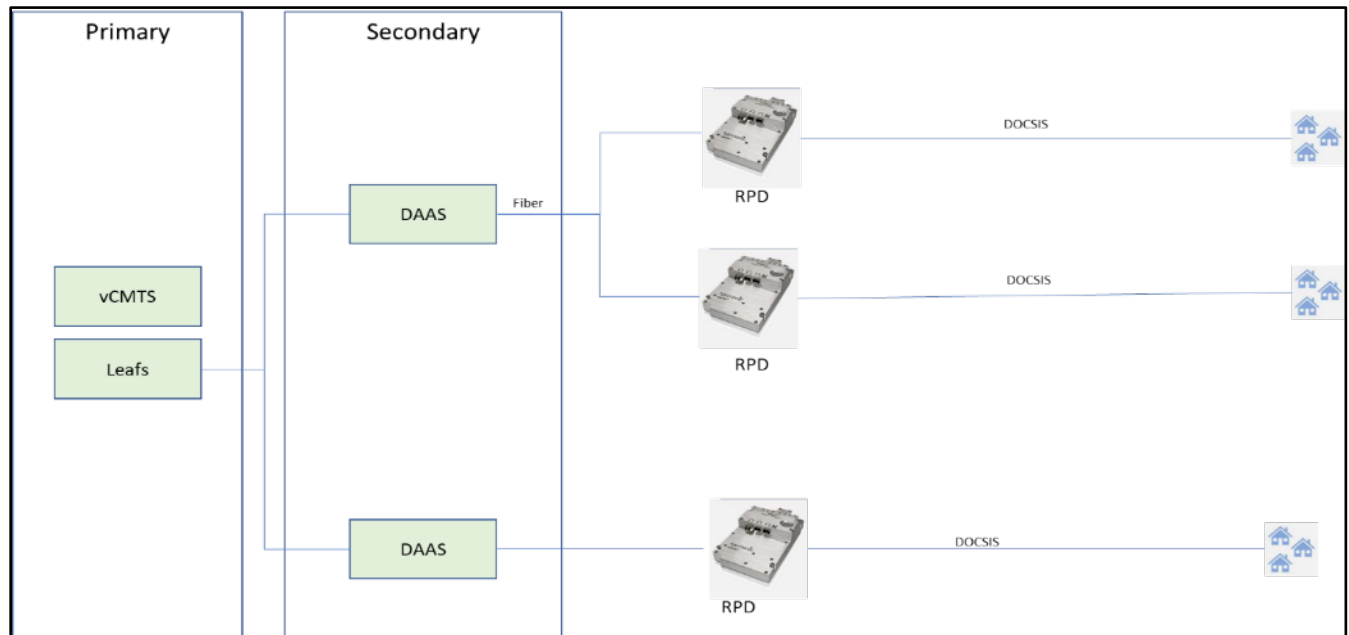 Primary
Secondary
DOCSIS
RPD
DAAS
Fiber
DOCSIS
vCMTS
RPD
Leafs
DAAS
DOCSIS
RPD